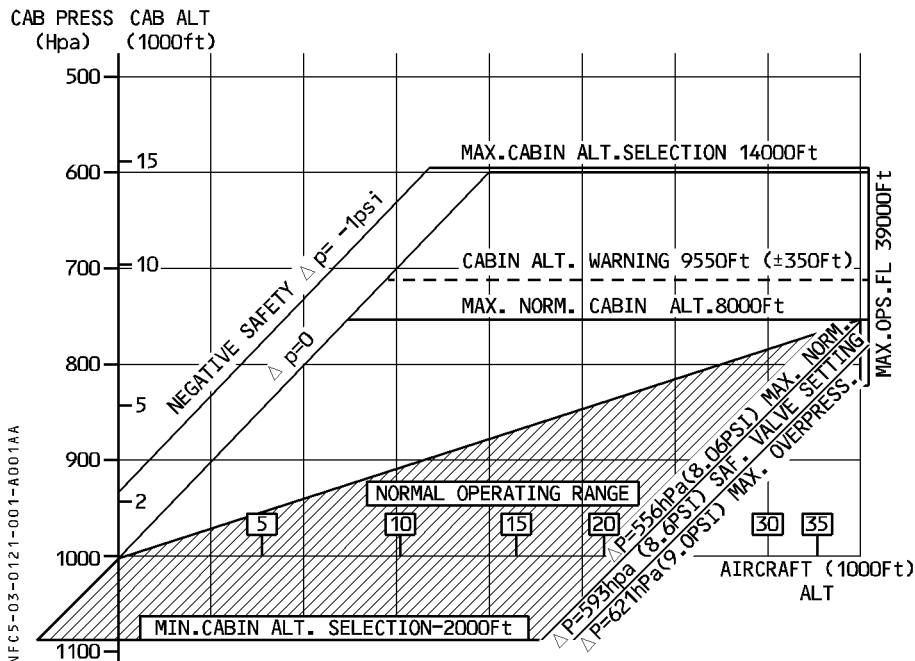 CAB PRESS CAB ALT
(Hpa) (1000ft)
500
15
MAX.CABIN ALT.SELECTION 14000Ft
600
NEGATIVE SAFETY △ p= -1psi
△ p=0
10
700
CABIN ALT. WARNING 9550Ft (±350Ft)
MAX. NORM. CABIN ALT.8000Ft
MAX.OPS.FL 39000Ft
800
5
900
2
NORMAL OPERATING RANGE
5 10 15 20 30 35
1000
△P=556hPa(8.06PSI) MAX. NORM.
△P=593hpa (8.6PSI) SAF. VALVE SETTING
△P=621hPa(9.0PSI) MAX. OVERPRESS.
AIRCRAFT (1000Ft)
ALT
MIN.CABIN ALT. SELECTION-2000Ft
1100
NFC5-03-0121-001-A001AA